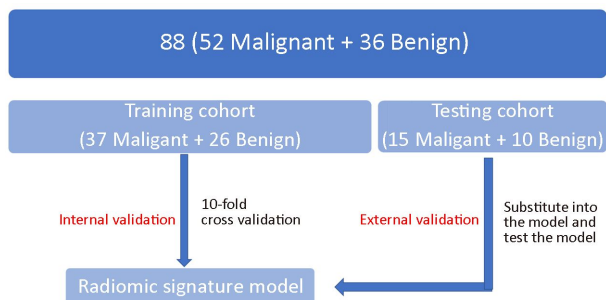 88 (52 Malignant + 36 Benign)
Training cohort
(37 Maligant + 26 Benign)
Testing cohort
(15 Maligant + 10 Benign)
Internal validation
10-fold
cross validation
External validation
Substitute into
the model and
test the model
Radiomic signature model